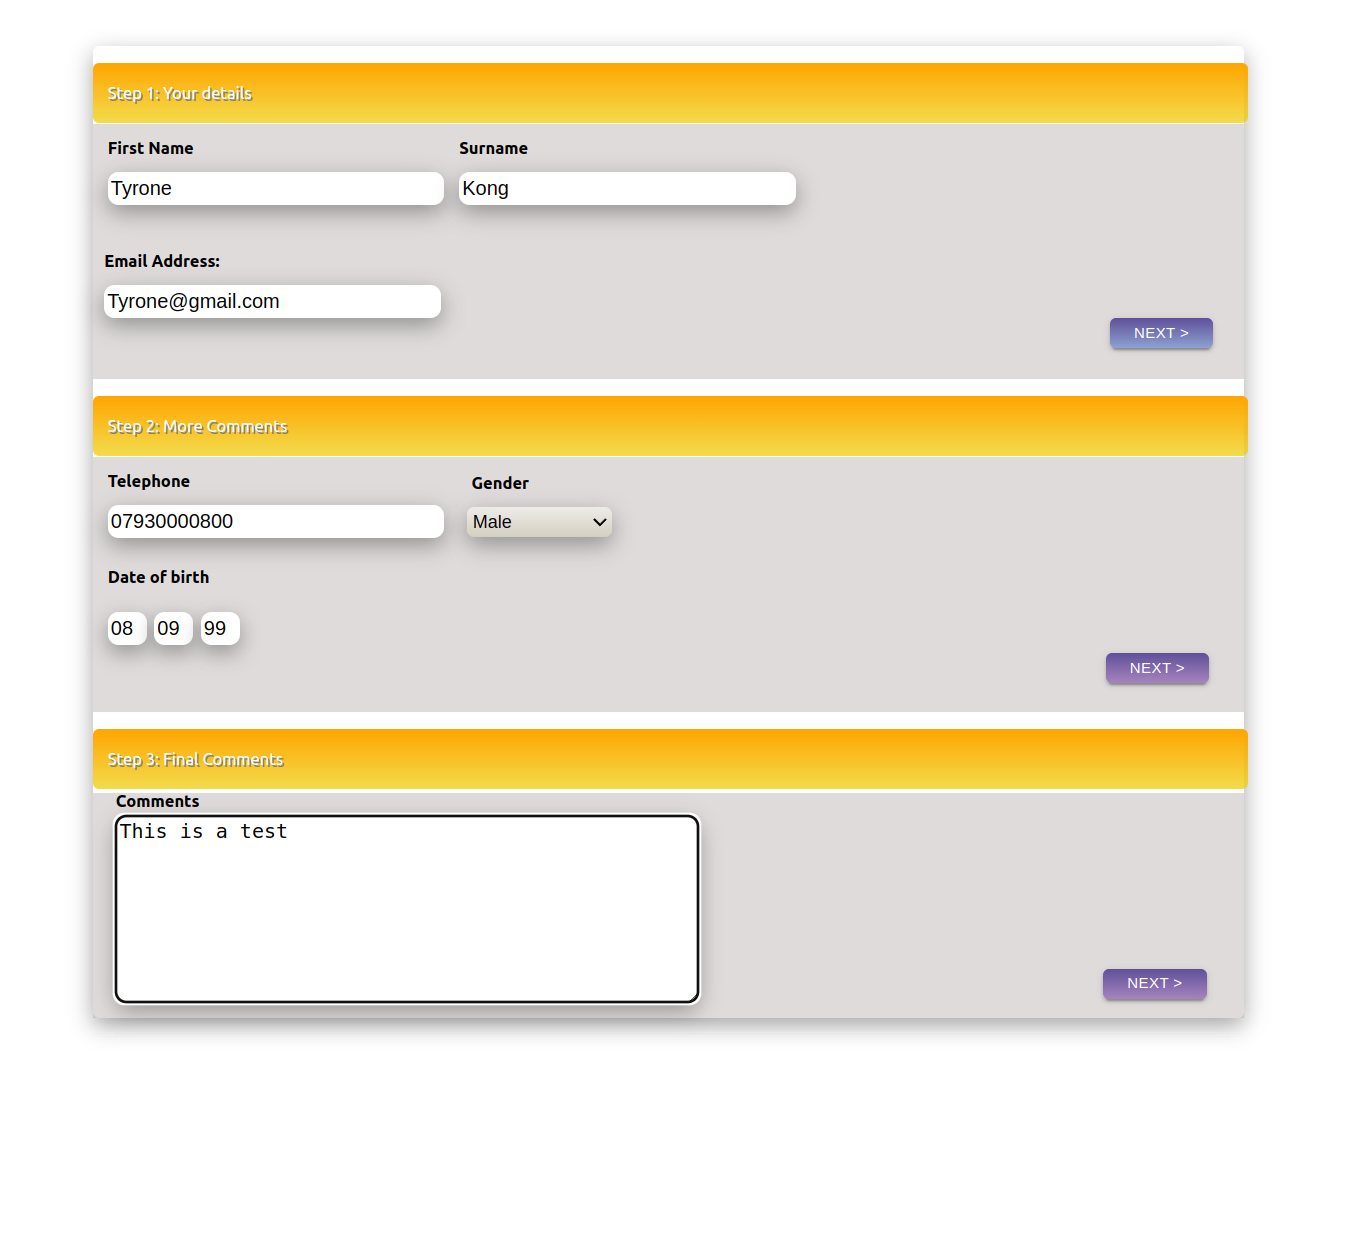 Step 1: Your details
First Name Surname
Tyrone Kong
Email Address:
Tyrone@gmail.com
NEXT >
Step 2: More Comments
Telephone Gender
07930000800 Male
Date of birth
08 09 99
NEXT >
Step 3: Final Comments
Comments
This is a test
NEXT >